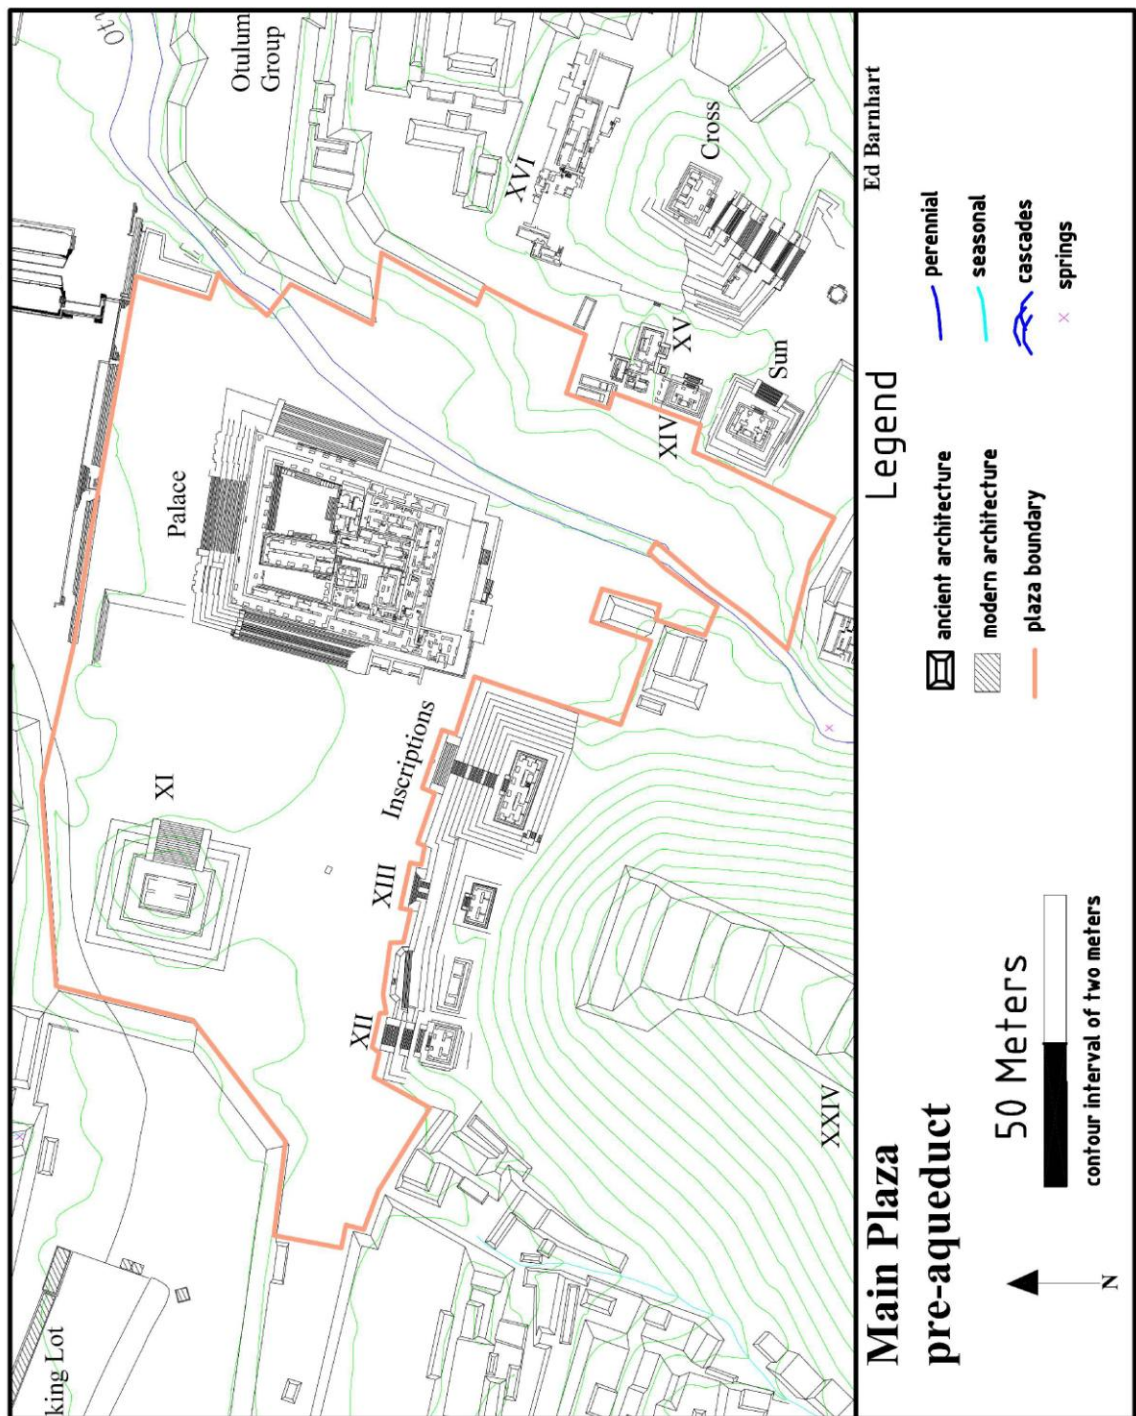 Ot
Otulum
Group
XVI
Cross
Palace
XV
XIV
Sun
XI
Inscriptions
XIII
XII
XXIV
king Lot
Main Plaza
pre-aqueduct
N
50 Meters
contour interval of two meters
Legend
ancient architecture
modern architecture
plaza boundary
perennial
seasonal
cascades
springs
Ed Barnhart